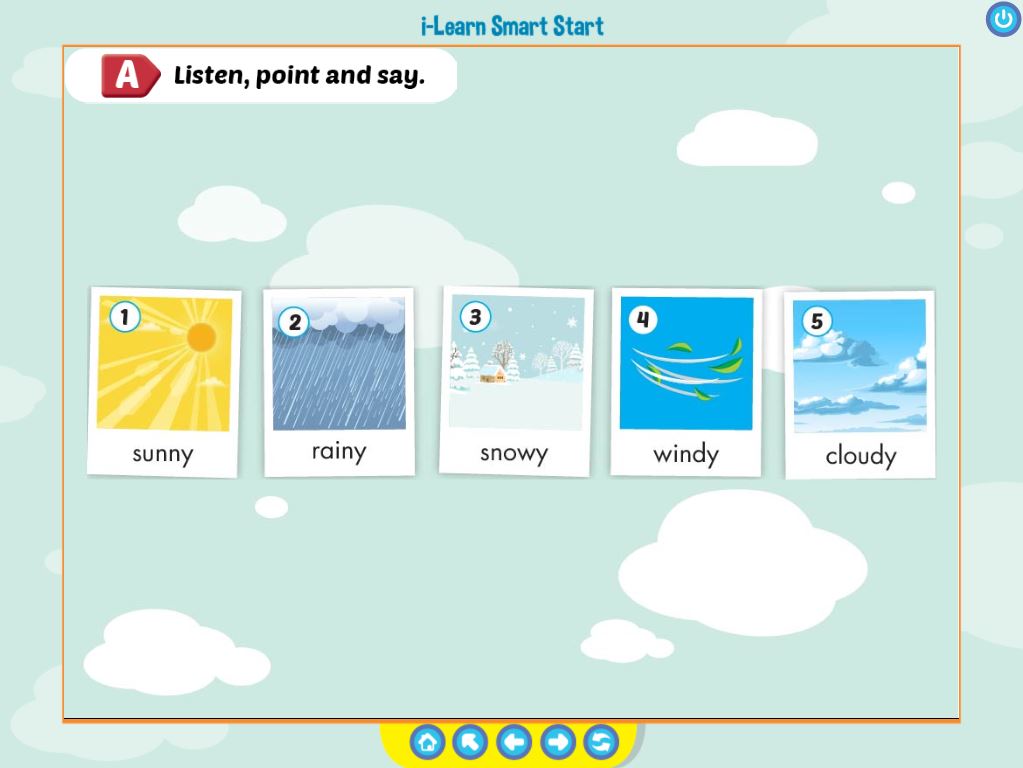 i-Learn Smart Start
A Listen, point and say.
1
sunny
2
rainy
3
snowy
4
windy
5
cloudy